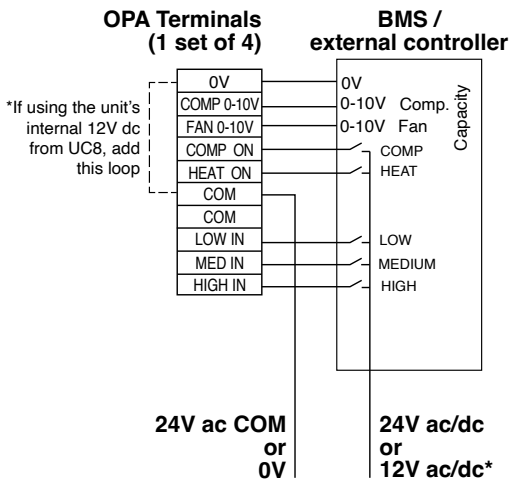 OPA Terminals
(1 set of 4)
BMS /
external controller
*If using the unit's
internal 12V dc
from UC8, add
this loop
0V
COMP 0-10V
FAN 0-10V
COMP ON
HEAT ON
COM
COM
LOW IN
MED IN
HIGH IN
0V
0-10V Comp.
0-10V Fan
Capacity
COMP
HEAT
LOW
MEDIUM
HIGH
24V ac COM
or
0V
24V ac/dc
or
12V ac/dc*